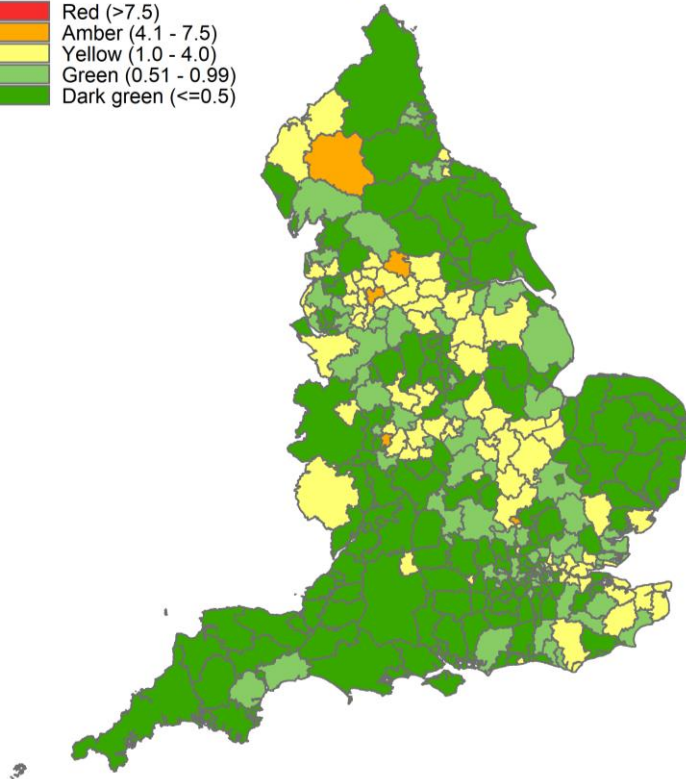 Red (>7.5)
Amber (4.1 - 7.5)
Yellow (1.0 - 4.0)
Green (0.51 - 0.99)
Dark green (<=0.5)